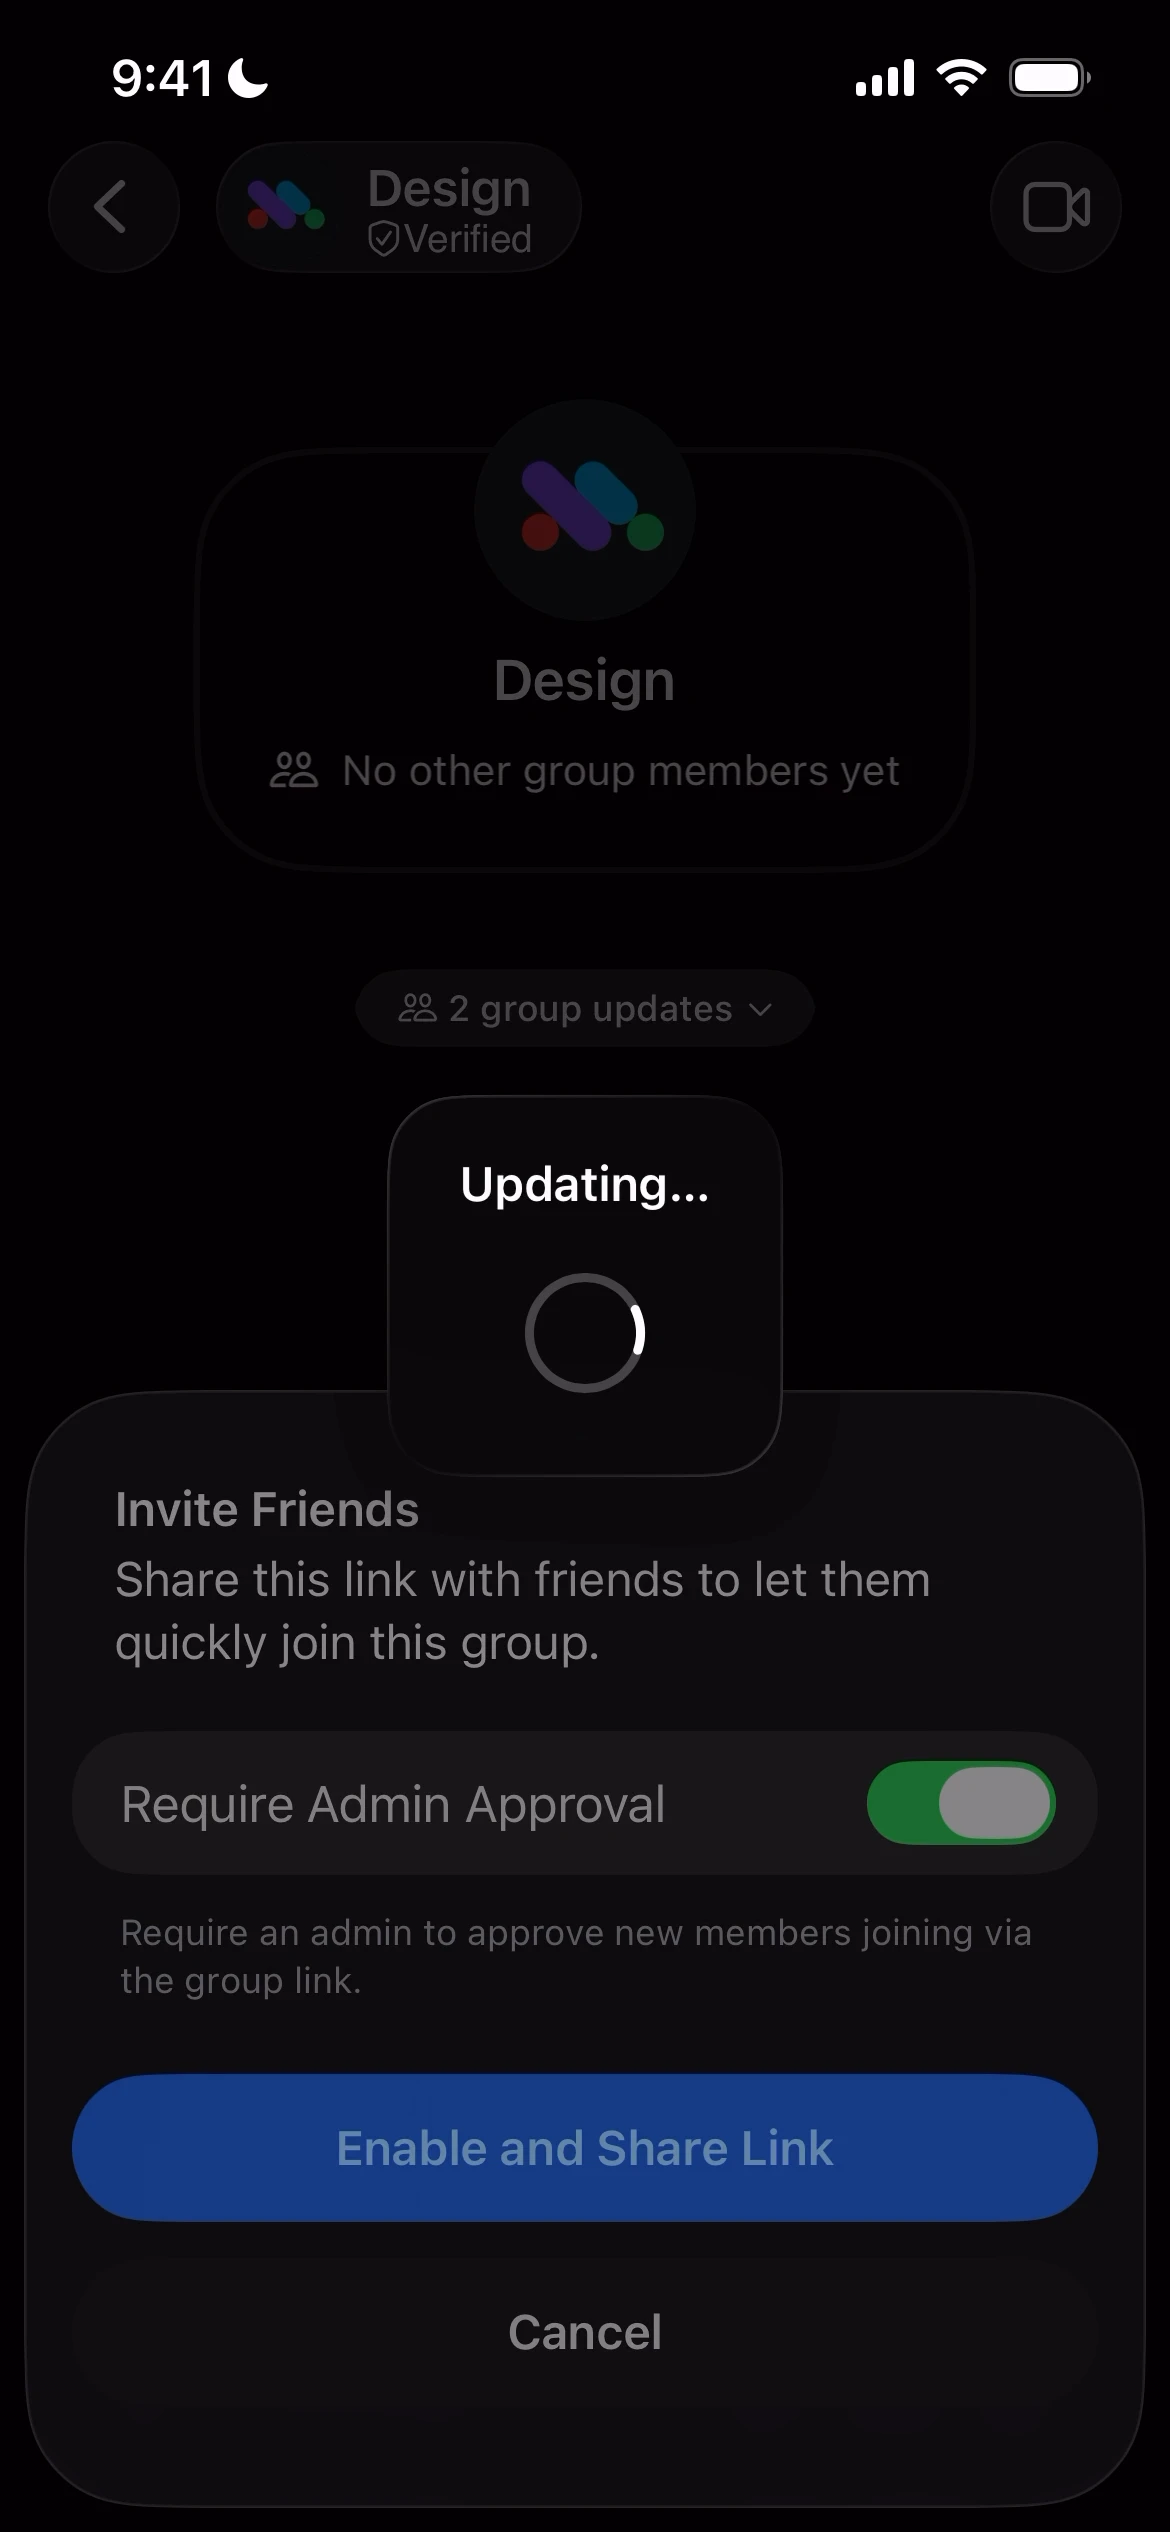 9:41
Design
Verified
Design
No other group members yet
2 group updates
Updating...
Invite Friends
Share this link with friends to let them
quickly join this group.
Require Admin Approval
Require an admin to approve new members joining via
the group link.
Enable and Share Link
Cancel